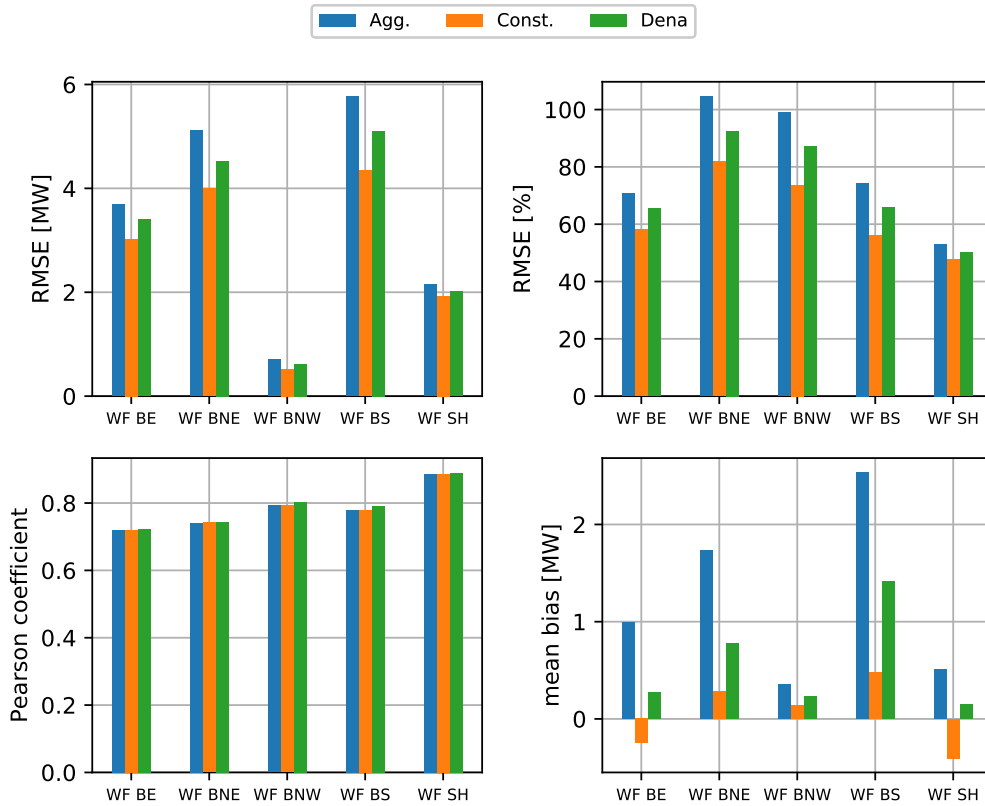 Agg. Const. Dena
RMSE [MW]
6
4
2
0
WF BE WF BNE WF BNW WF BS WF SH
RMSE [%]
100
80
60
40
20
0
WF BE WF BNE WF BNW WF BS WF SH
Pearson coefficient
0.8
0.6
0.4
0.2
0.0
WF BE WF BNE WF BNW WF BS WF SH
mean bias [MW]
2
1
0
WF BE WF BNE WF BNW WF BS WF SH